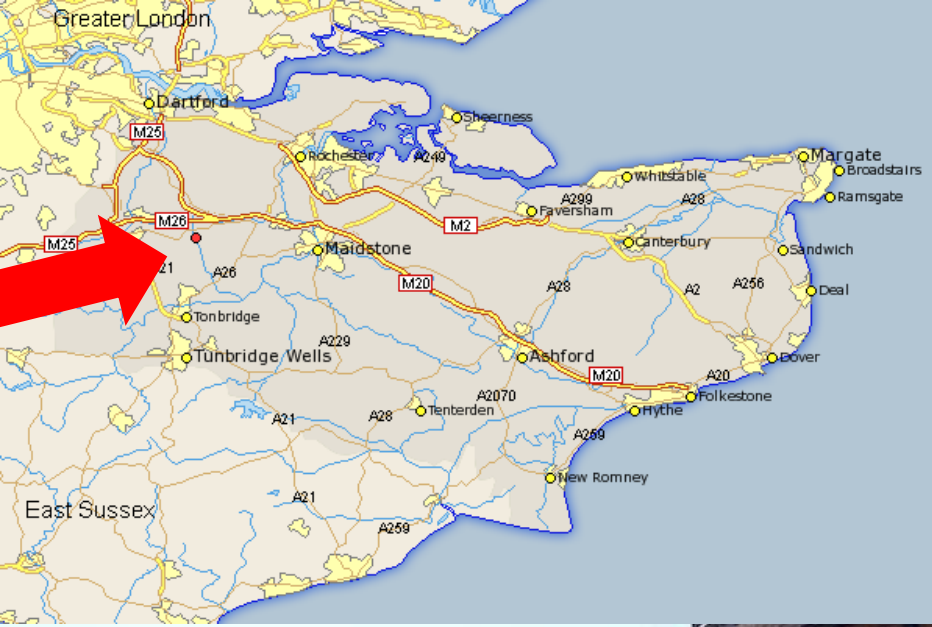 Greater London
Dartford
Sheerness
M25
Rochester
A249
Margate
Broadstairs
Whitstable
Ramsgate
A299
A28
Faversham
M26
M2
M25
Maidstone
Canterbury
Sandwich
21
A26
M20
A28
A2
A256
Deal
Tonbridge
A229
Tunbridge Wells
Ashford
Dover
M20
A20
A2070
Folkestone
Tenterden
Hythe
A21
A28
A259
New Romney
A21
East Sussex
A259